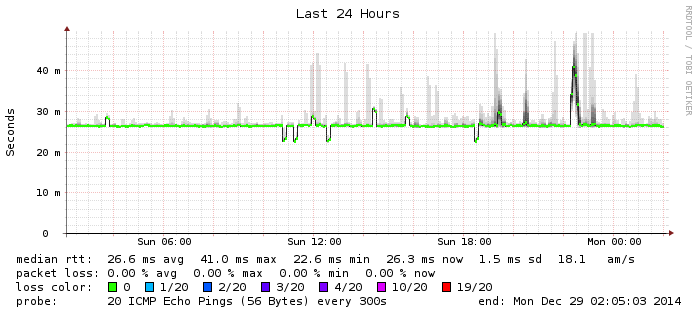 Last 24 Hours
RRDTOOL / TOBI OETIKER
Seconds
40 m
30 m
20 m
10 m
0
Sun 06:00 Sun 12:00 Sun 18:00 Mon 00:00
median rtt: 26.6 ms avg 41.0 ms max 22.6 ms min 26.3 ms now 1.5 ms sd 18.1 am/s
packet loss: 0.00 % avg 0.00 % max 0.00 % min 0.00 % now
loss color: 0 1/20 2/20 3/20 4/20 10/20 19/20
probe: 20 ICMP Echo Pings (56 Bytes) every 300s end: Mon Dec 29 02:05:03 2014